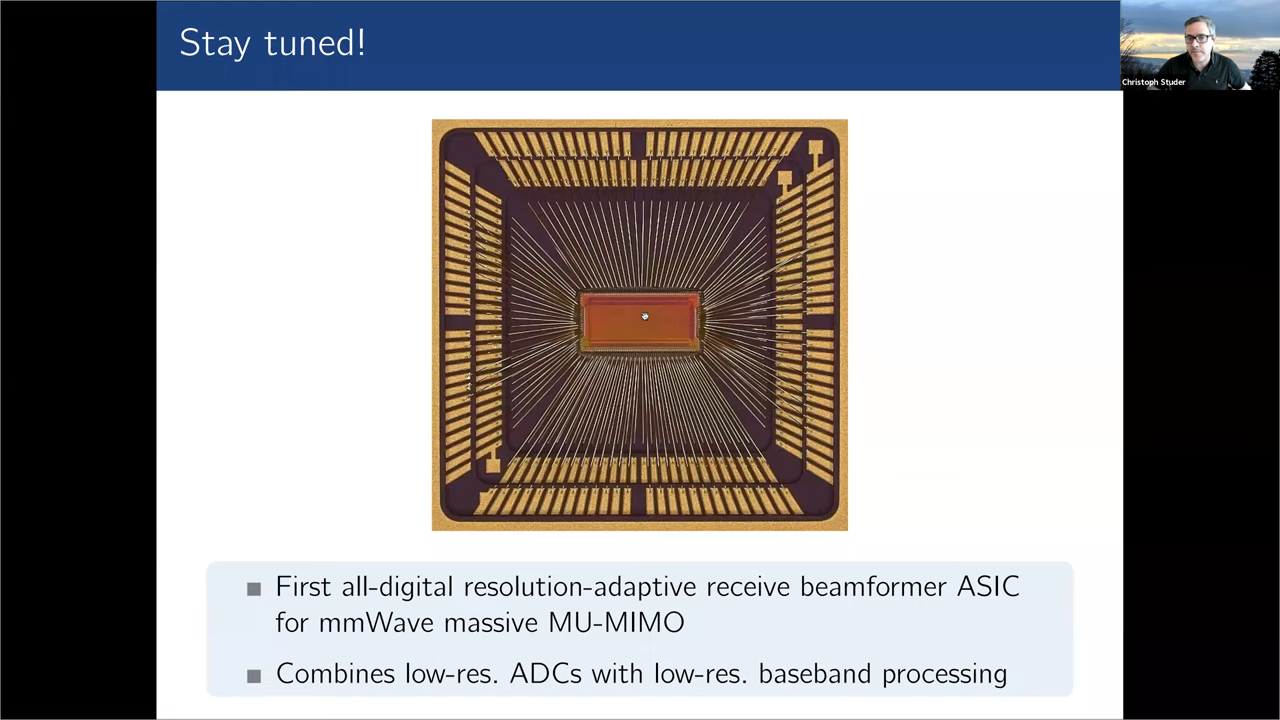 Stay tuned!
Christoph Studer
First all-digital resolution-adaptive receive beamformer ASIC
for mmWave massive MU-MIMO
Combines low-res. ADCs with low-res. baseband processing